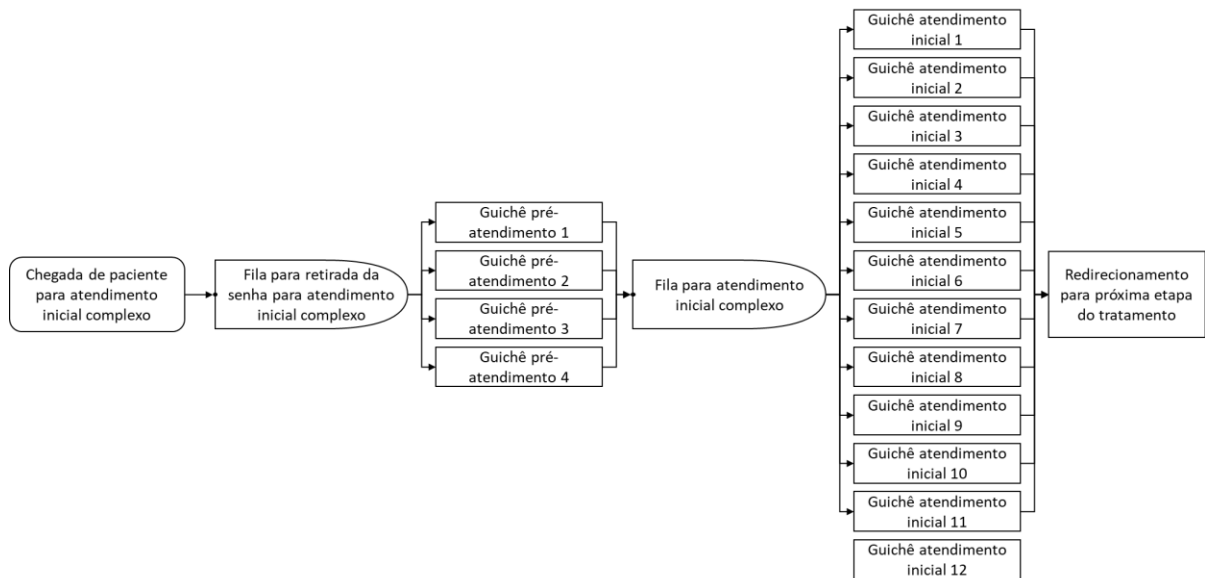 Chegada de paciente
para atendimento
inicial complexo
Fila para retirada da
senha para atendimento
inicial complexo
Guichê pré-
atendimento 1
Guichê pré-
atendimento 2
Guichê pré-
atendimento 3
Guichê pré-
atendimento 4
Fila para atendimento
inicial complexo
Guichê atendimento
inicial 1
Guichê atendimento
inicial 2
Guichê atendimento
inicial 3
Guichê atendimento
inicial 4
Guichê atendimento
inicial 5
Guichê atendimento
inicial 6
Guichê atendimento
inicial 7
Guichê atendimento
inicial 8
Guichê atendimento
inicial 9
Guichê atendimento
inicial 10
Guichê atendimento
inicial 11
Guichê atendimento
inicial 12
Redirecionamento
para próxima etapa
do tratamento